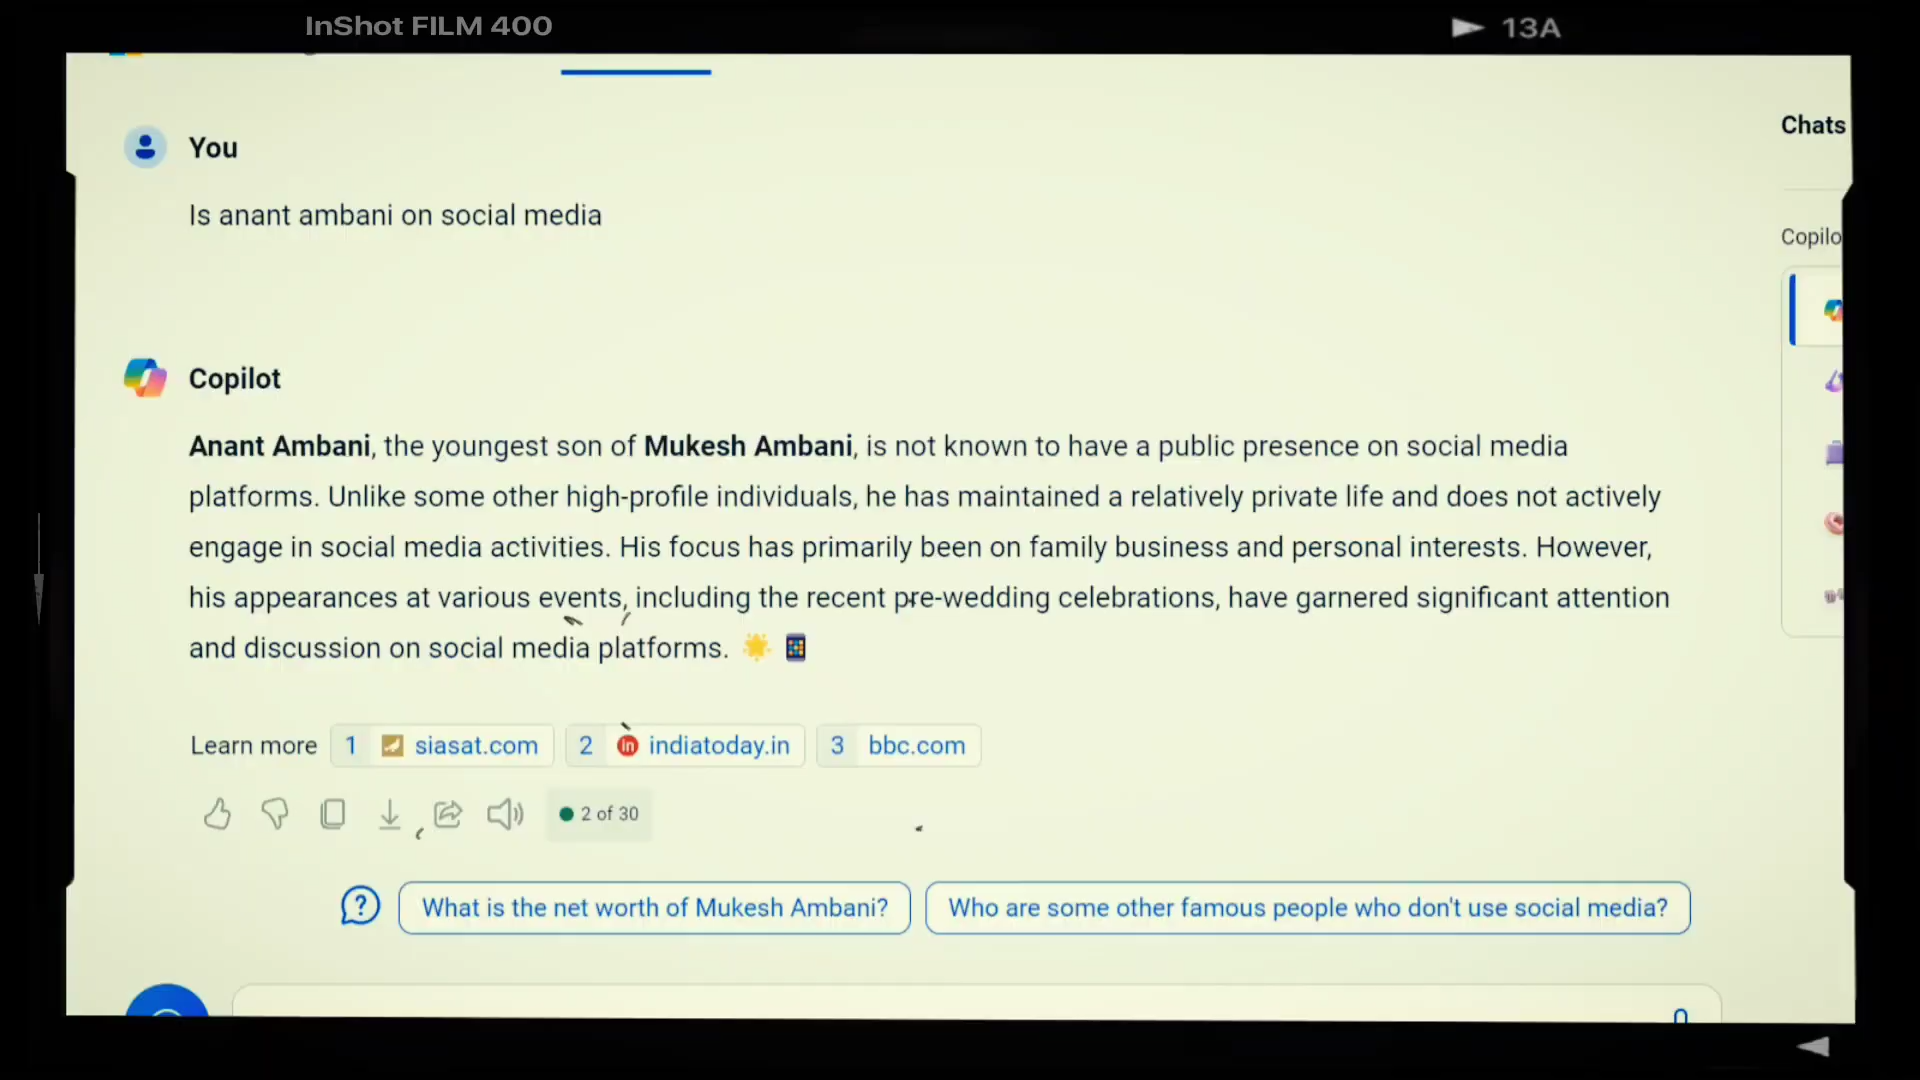 InShot FILM 400
13A
Chats
You
Is anant ambani on social media
Copilo
Copilot
Anant Ambani, the youngest son of Mukesh Ambani, is not known to have a public presence on social media
platforms. Unlike some other high-profile individuals, he has maintained a relatively private life and does not actively
engage in social media activities. His focus has primarily been on family business and personal interests. However,
his appearances at various events, including the recent pre-wedding celebrations, have garnered significant attention
and discussion on social media platforms. 🌟 📱
Learn more 1 siasat.com 2 in indiatoday.in 3 bbc.com
2 of 30
What is the net worth of Mukesh Ambani? Who are some other famous people who don't use social media?